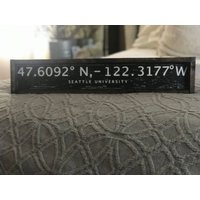 47.6092° N,- 122.3177°W
SEATTLE UNIVERSITY